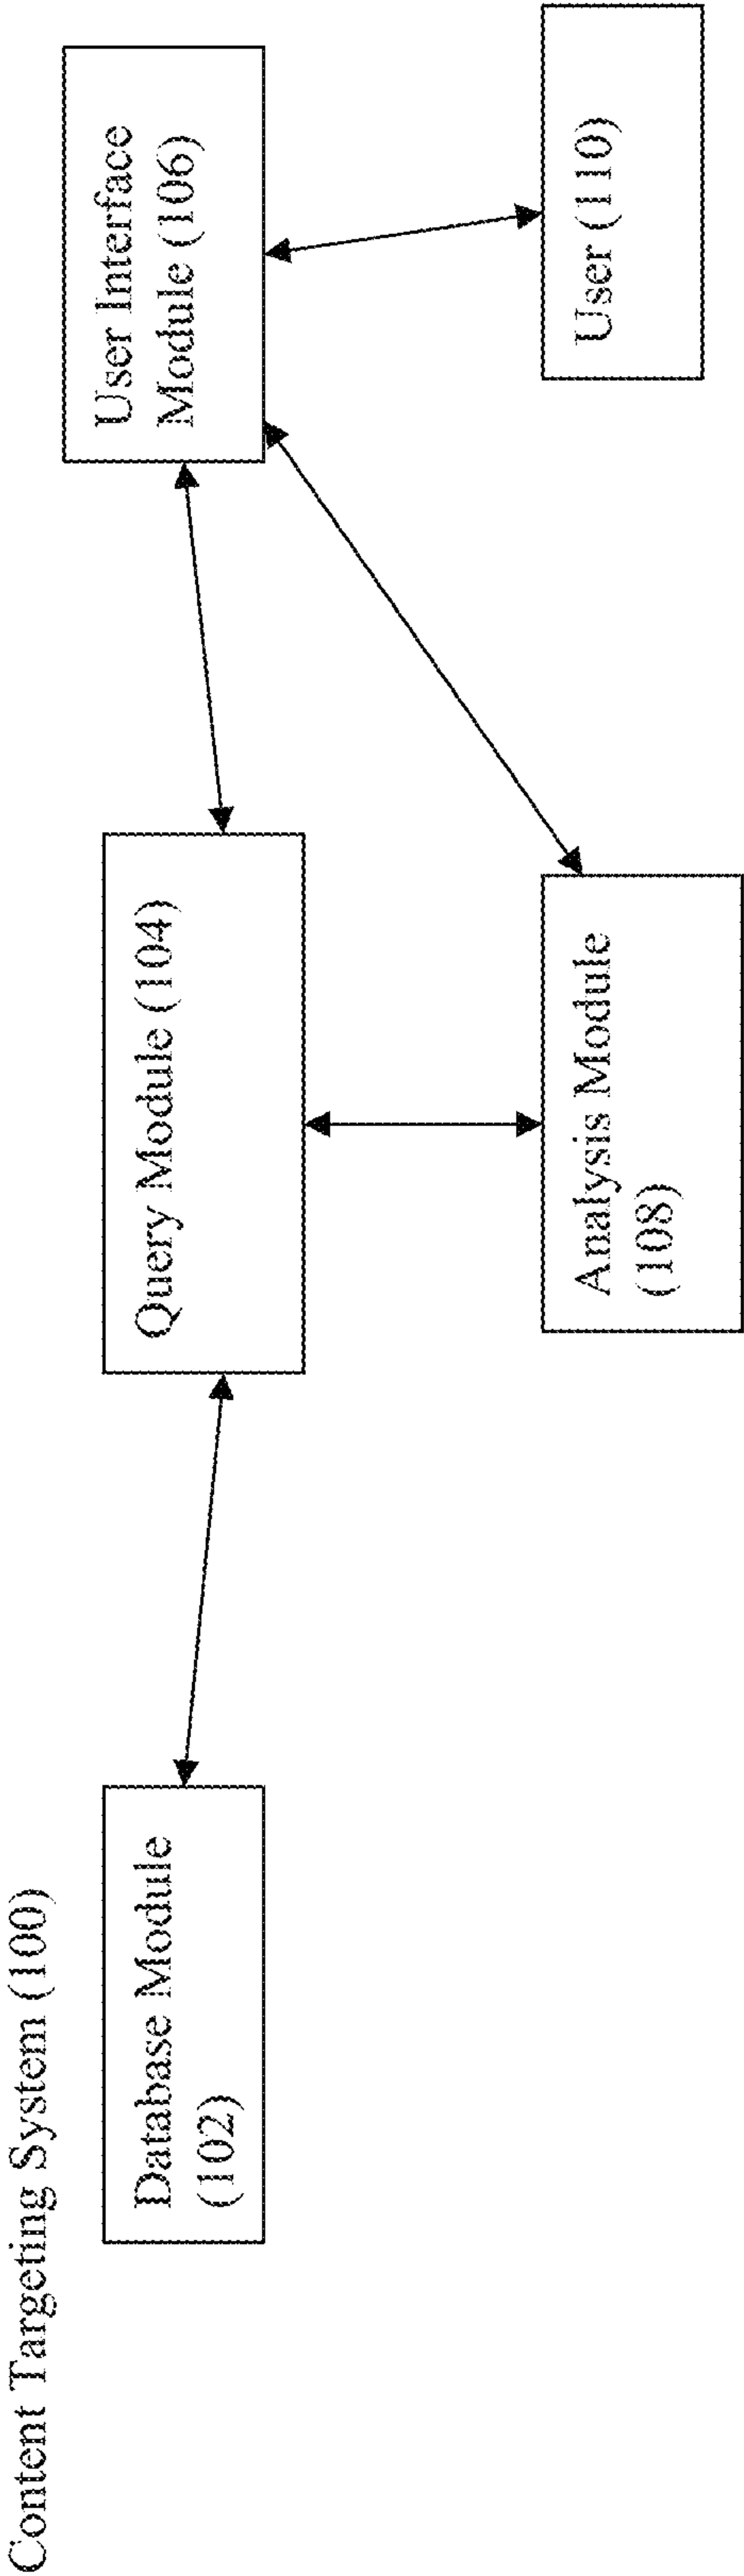 Content Targeting System (100)
Database Module
(102)
Query Module (104)
User Interface
Module (106)
Analysis Module
(108)
User (110)